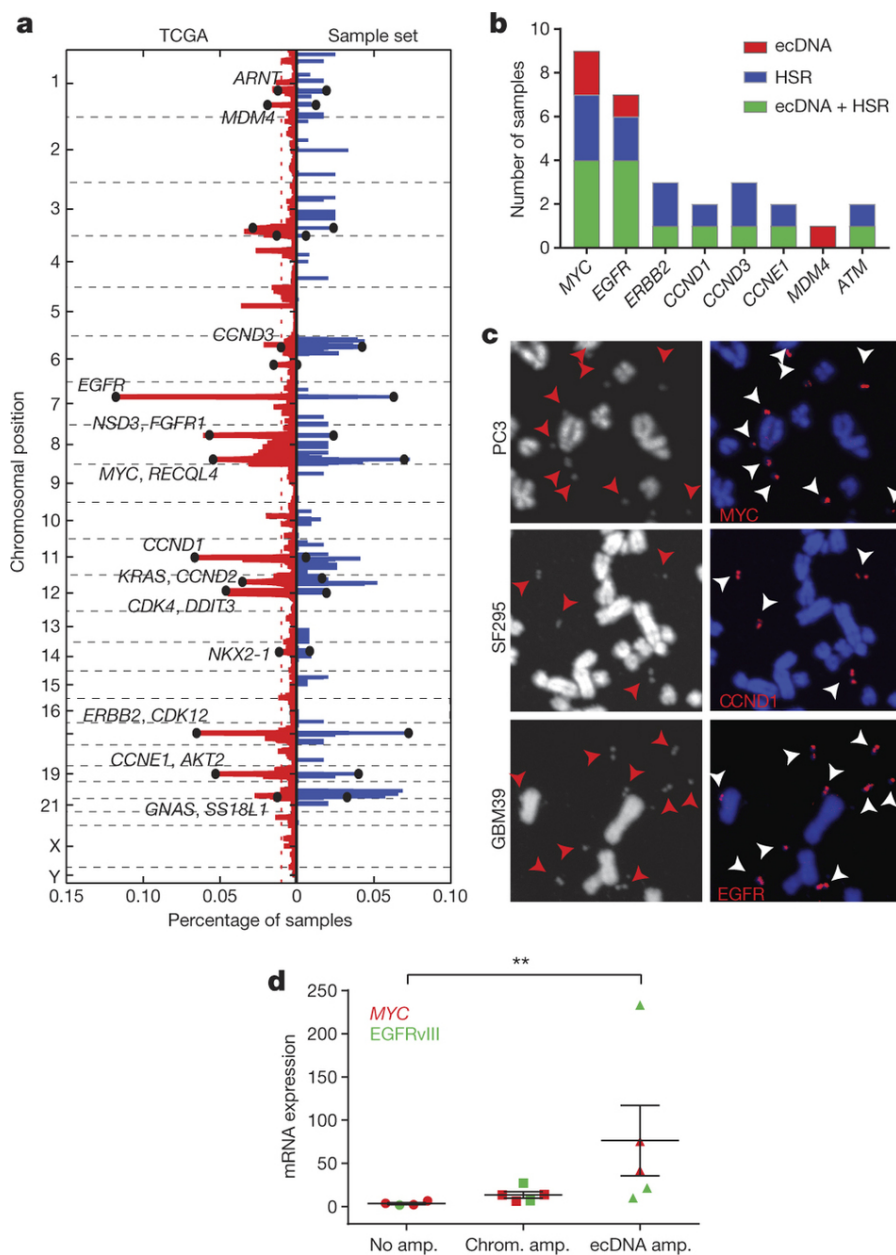 a
TCGA
Sample set
ARNT
MDM4
CCND3
EGFR
NSD3, FGFR1
MYC, RECQL4
CCND1
KRAS, CCND2
CDK4, DDIT3
NKX2-1
ERBB2, CDK12
CCNE1, AKT2
GNAS, SS18L1
Chromosomal position
1
2
3
4
5
6
7
8
9
10
11
12
14
15
16
19
21
X
Y
0.15
0.10
0.05
0
0.05
0.10
Percentage of samples
b
ecDNA
HSR
ecDNA + HSR
Number of samples
10
8
6
4
2
0
MYC
EGFR
ERBB2
CCND1
CCND3
CCNE1
MDM4
ATM
c
PC3
MYC
SF295
CCND1
GBM39
EGFR
d
**
MYC
EGFRvIII
mRNA expression
250
200
150
100
50
0
No amp.
Chrom. amp.
ecDNA amp.